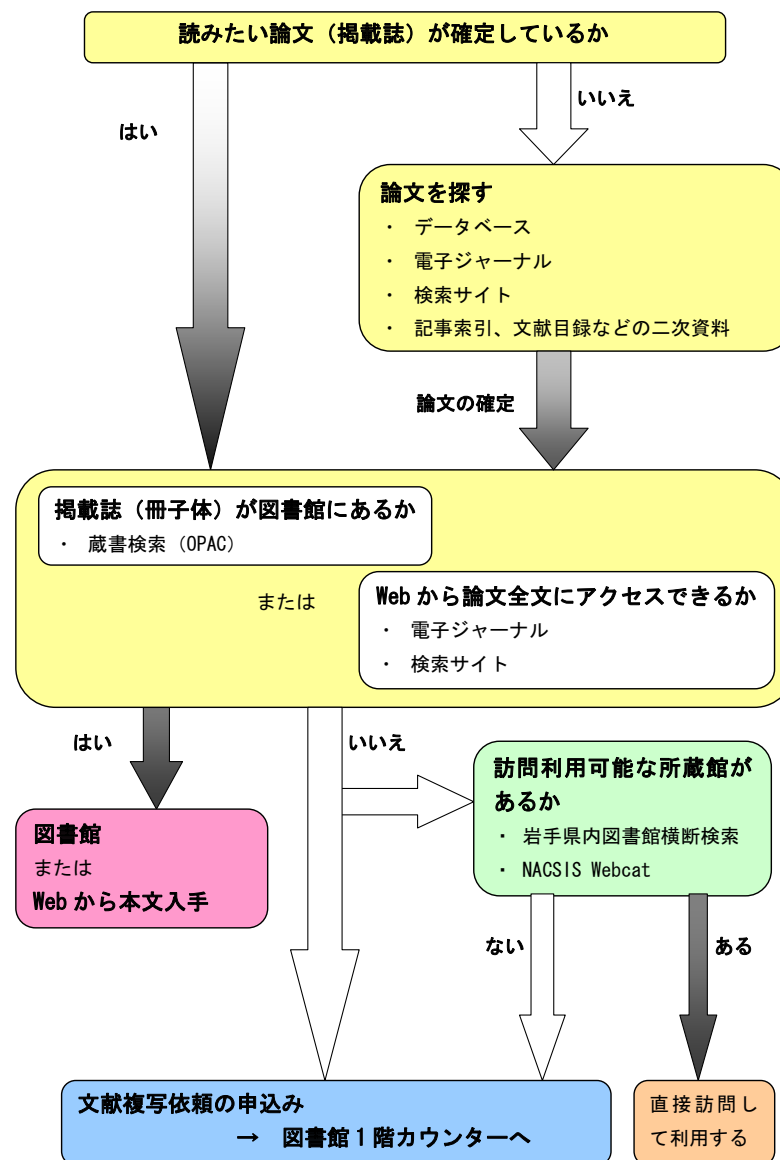 読みたい論文（掲載誌）が確定しているか
はい
いいえ
論文を探す
・ データベース
・ 電子ジャーナル
・ 検索サイト
・ 記事索引、文献目録などの二次資料
論文の確定
掲載誌（冊子体）が図書館にあるか
・ 蔵書検索（OPAC）
または
Web から論文全文にアクセスできるか
・ 電子ジャーナル
・ 検索サイト
はい
いいえ
図書館
または
Web から本文入手
訪問利用可能な所蔵館が
あるか
・ 岩手県内図書館横断検索
・ NACSIS Webcat
ない
ある
文献複写依頼の申込み
→ 図書館１階カウンターへ
直接訪問し
て利用する